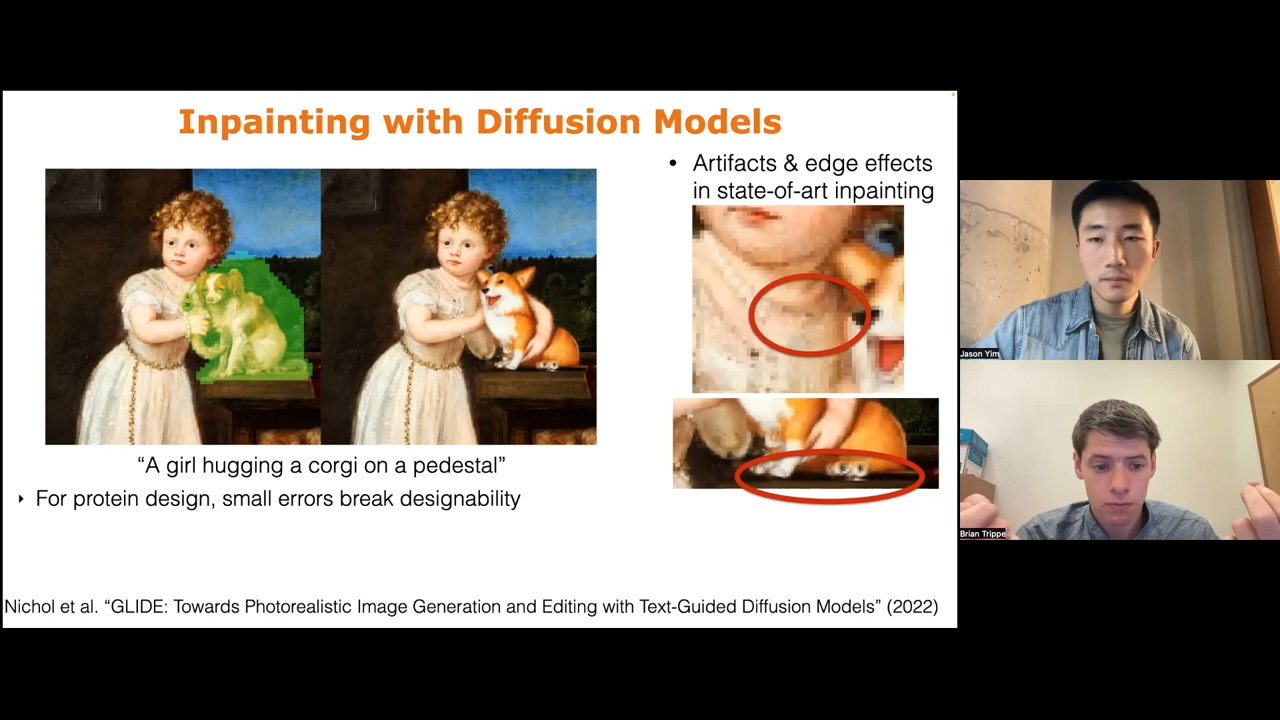 Inpainting with Diffusion Models
• Artifacts & edge effects
in state-of-art inpainting
“A girl hugging a corgi on a pedestal”
‣ For protein design, small errors break designability
Nichol et al. “GLIDE: Towards Photorealistic Image Generation and Editing with Text-Guided Diffusion Models” (2022)
Jason Yim
Brian Trippe